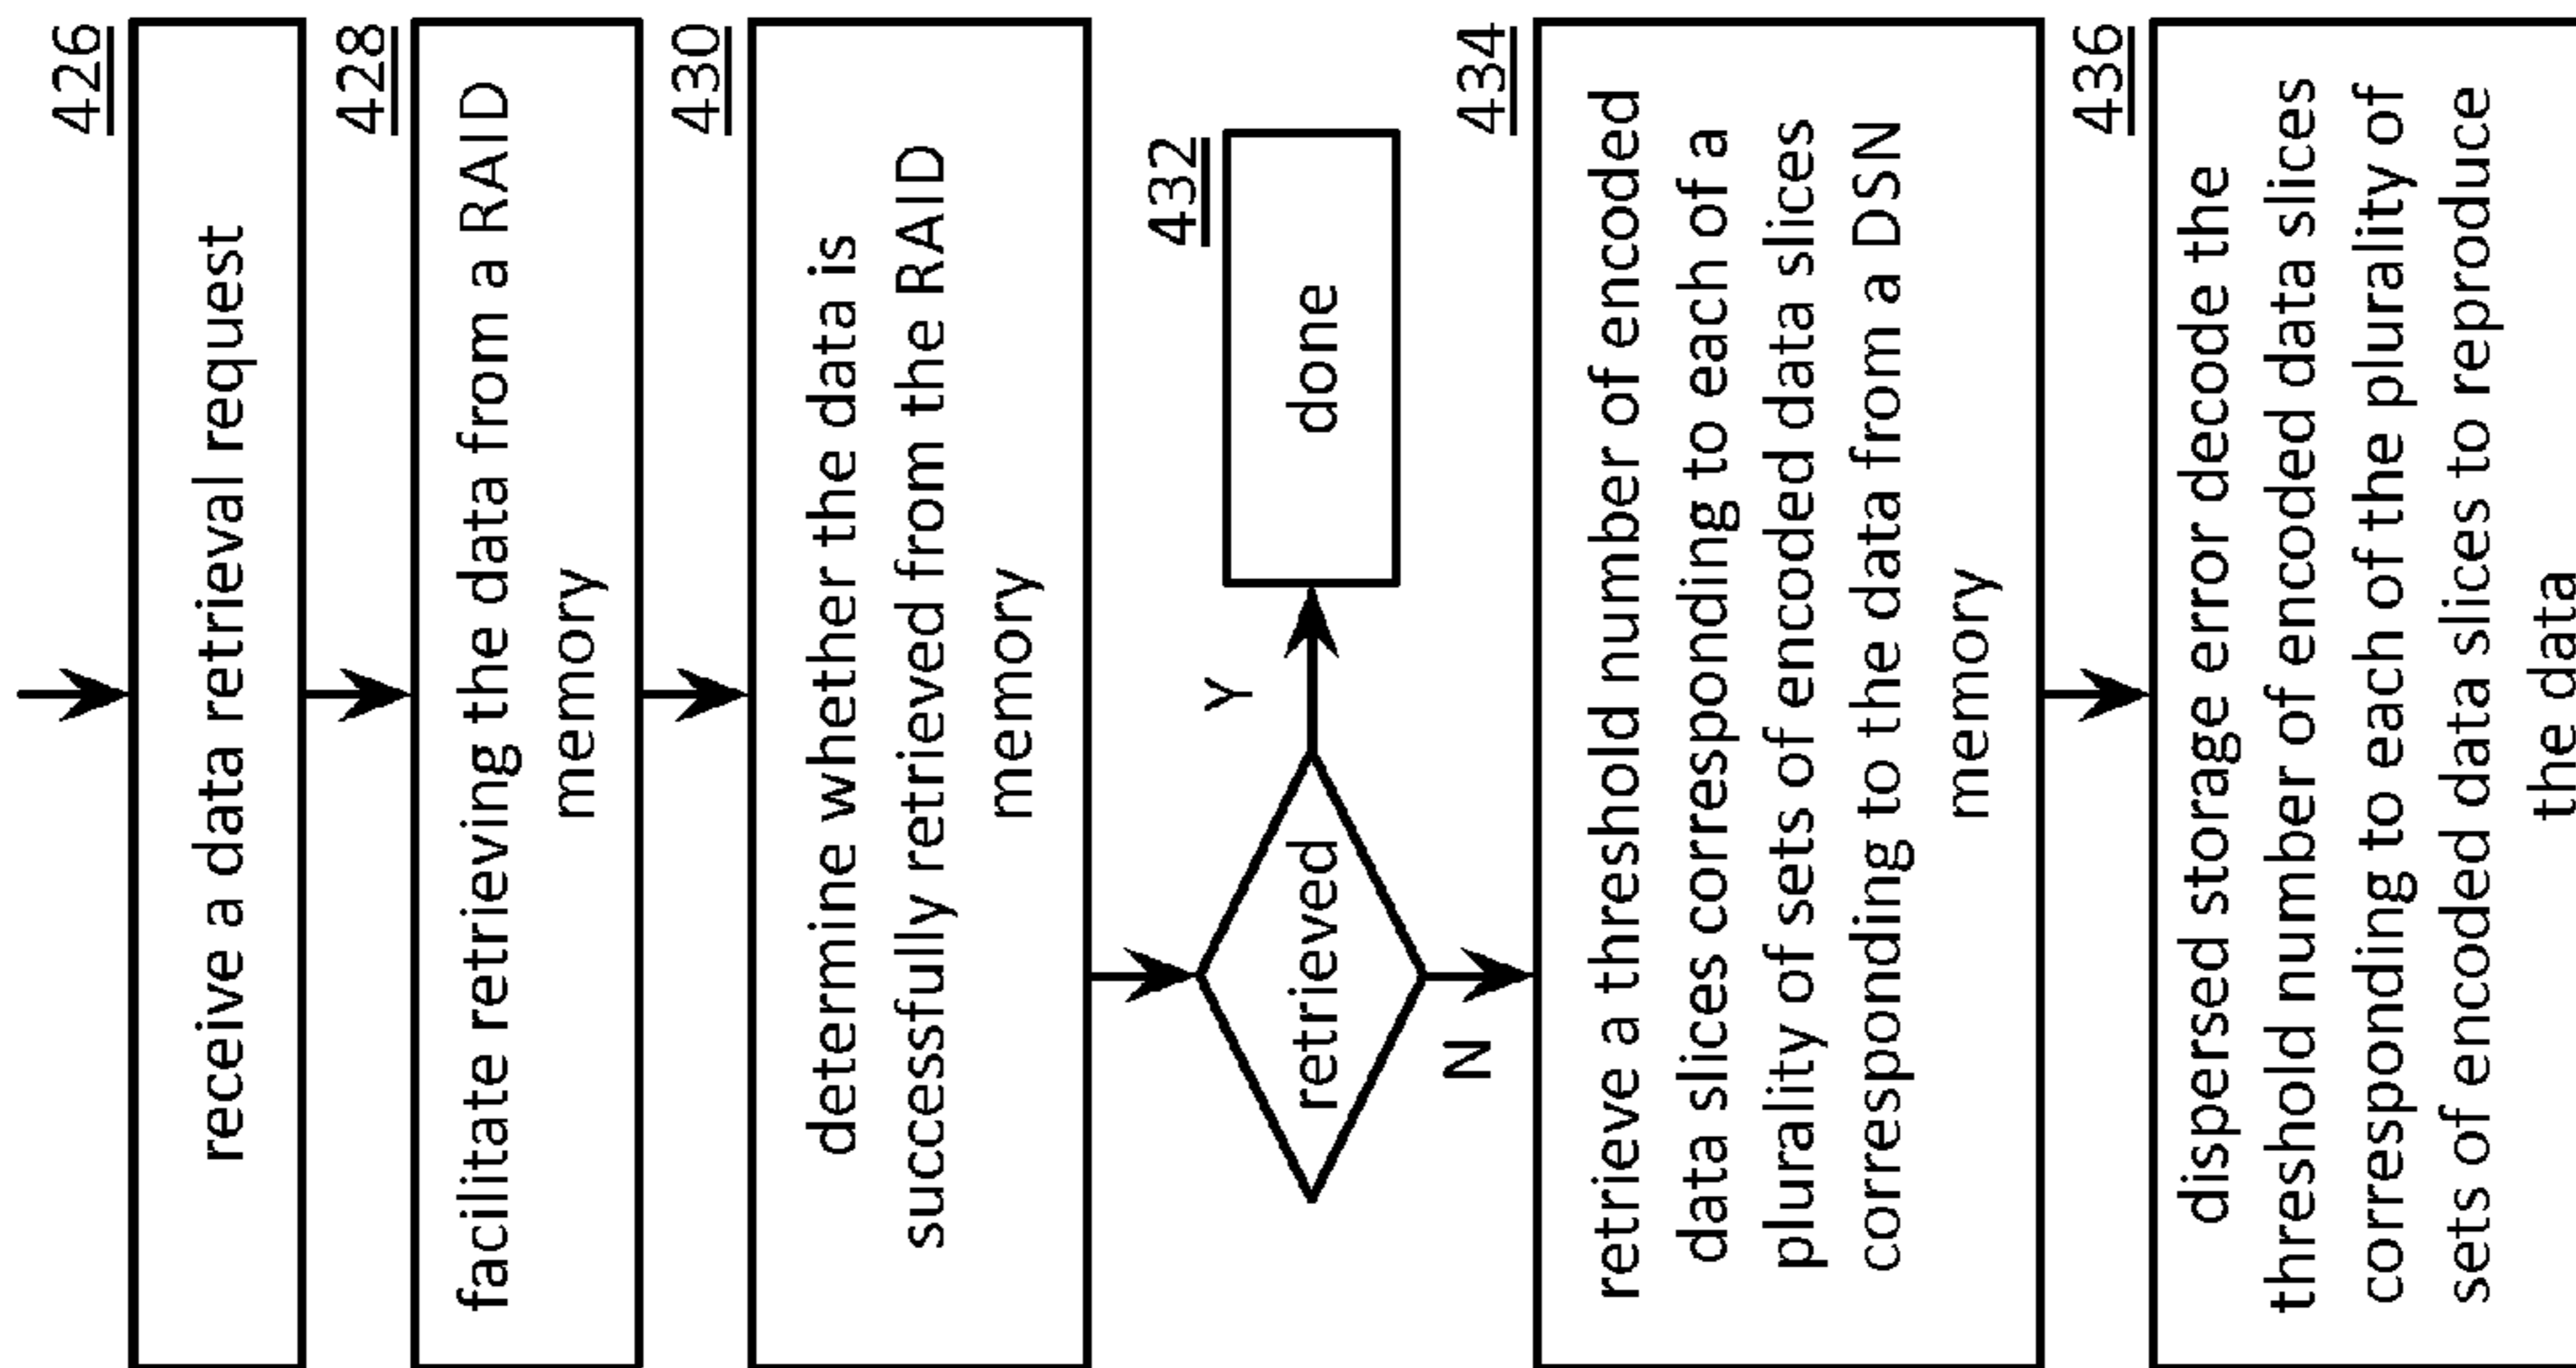 426
receive a data retrieval request
428
facilitate retrieving the data from a RAID
memory
430
determine whether the data is
successfully retrieved from the RAID
memory
retrieved
Y
432
done
N
434
retrieve a threshold number of encoded
data slices corresponding to each of a
plurality of sets of encoded data slices
corresponding to the data from a DSN
memory
436
dispersed storage error decode the
threshold number of encoded data slices
corresponding to each of the plurality of
sets of encoded data slices to reproduce
the data